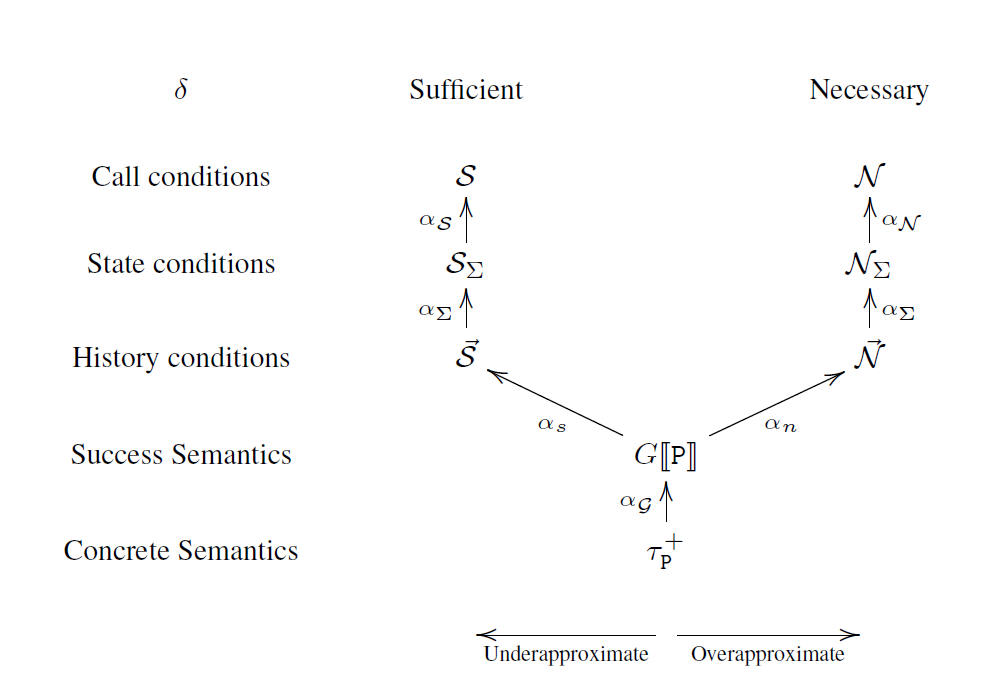 δ Sufficient Necessary
Call conditions 𝒮 𝒩
α_𝒮 α_𝒩
State conditions 𝒮_Σ 𝒩_Σ
α_Σ α_Σ
History conditions 𝒮⃗ 𝒩⃗
α_s α_n
Success Semantics G⟦P⟧
α_𝒢
Concrete Semantics τ_P^+
Underapproximate Overapproximate